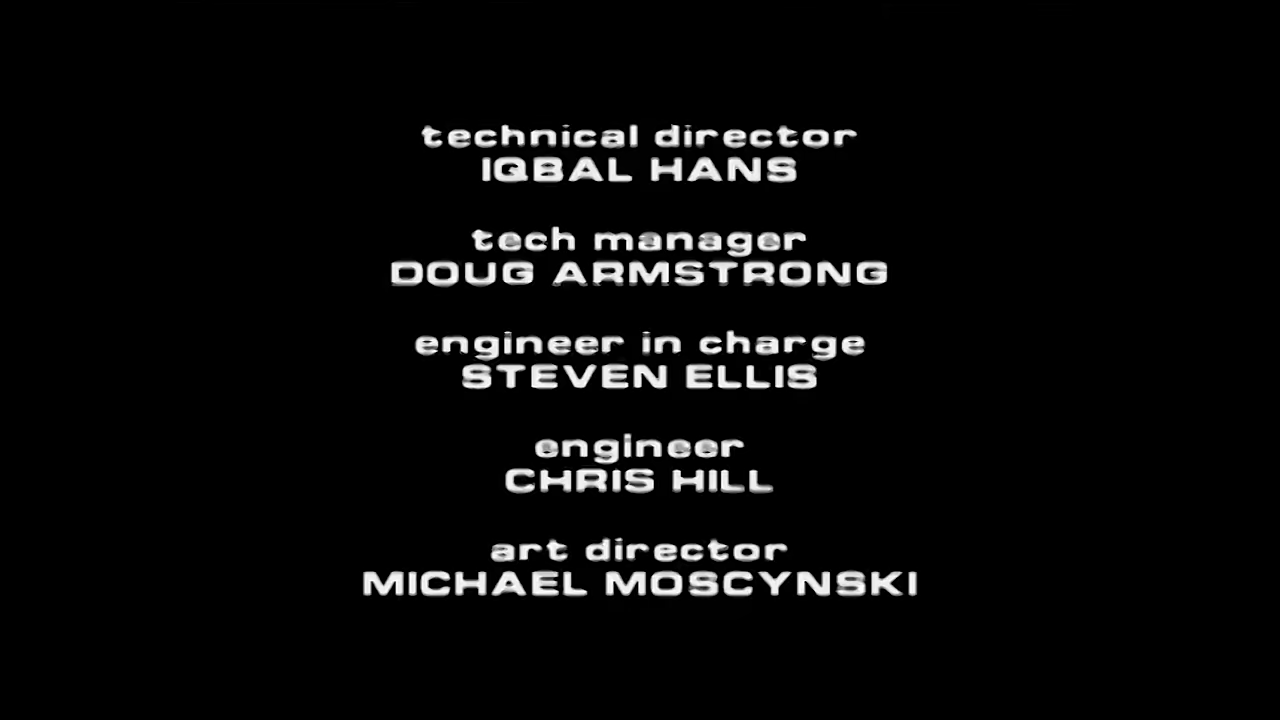 technical director
IQBAL HANS
tech manager
DOUG ARMSTRONG
engineer in charge
STEVEN ELLIS
engineer
CHRIS HILL
art director
MICHAEL MOSCYNSKI